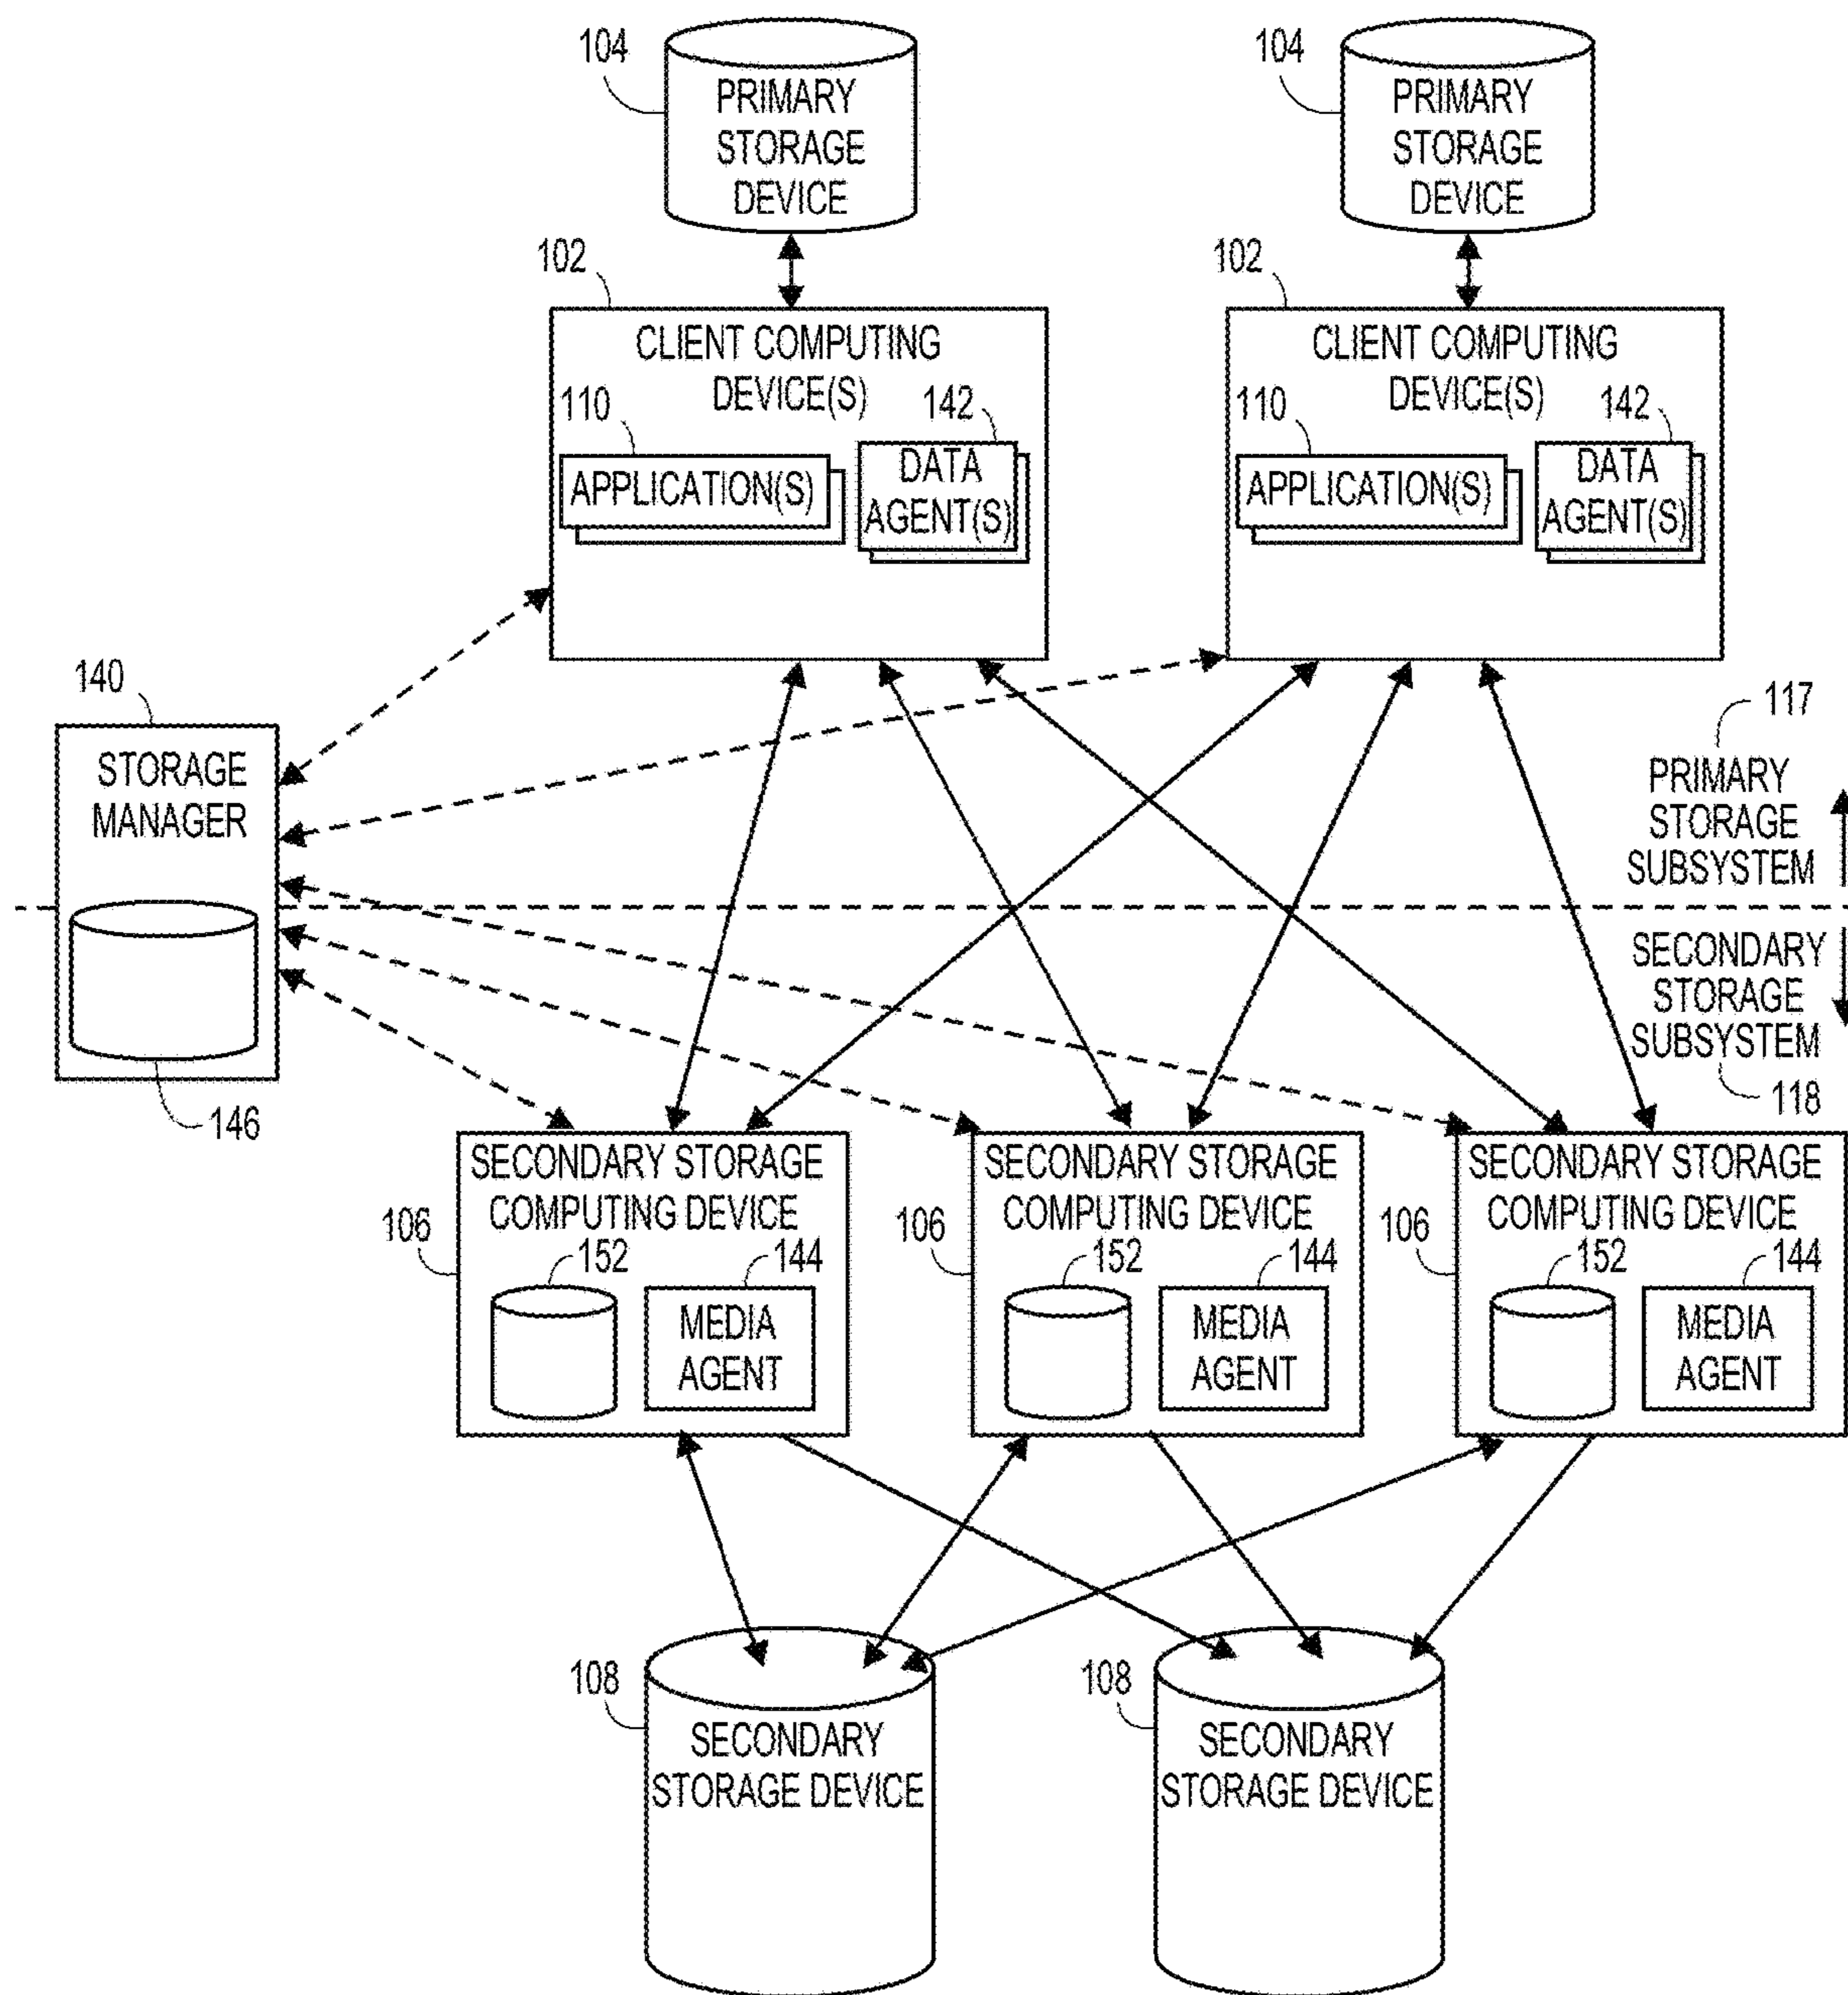 104
PRIMARY
STORAGE
DEVICE
104
PRIMARY
STORAGE
DEVICE
102
CLIENT COMPUTING
DEVICE(S)
110
142
APPLICATION(S)
DATA
AGENT(S)
102
CLIENT COMPUTING
DEVICE(S)
110
142
APPLICATION(S)
DATA
AGENT(S)
140
STORAGE
MANAGER
146
117
PRIMARY
STORAGE
SUBSYSTEM
SECONDARY
STORAGE
SUBSYSTEM
118
SECONDARY STORAGE
COMPUTING DEVICE
106
152
144
MEDIA
AGENT
SECONDARY STORAGE
COMPUTING DEVICE
106
152
144
MEDIA
AGENT
SECONDARY STORAGE
COMPUTING DEVICE
106
152
144
MEDIA
AGENT
108
SECONDARY
STORAGE DEVICE
108
SECONDARY
STORAGE DEVICE